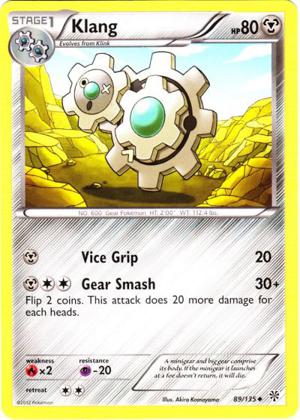 STAGE1
Klang
HP80
Evolves from Klink
NO. 600 Gear Pokémon HT. 2'00" WT. 112.4 lbs.
Vice Grip 20
Gear Smash 30+
Flip 2 coins. This attack does 20 more damage for
each heads.
weakness
×2
resistance
-20
retreat
A minigear and big gear comprise
its body. If the minigear it launches
at a foe doesn't return, it will die.
Illus. Akira Komayama
89/135
©2012 Pokémon